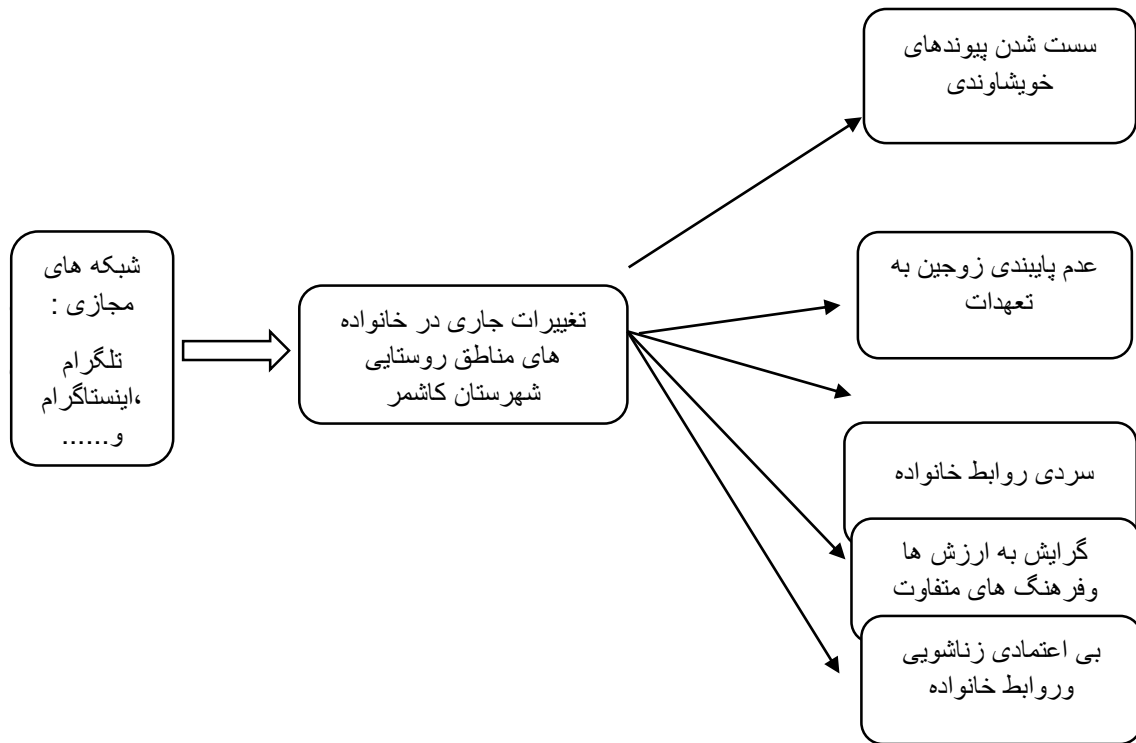 سست شدن پیوندهای
خویشاوندی
شبکه های
مجازی :
تلگرام
،اینستاگرام
و......
تغییرات جاری در خانواده
های مناطق روستایی
شهرستان کاشمر
عدم پایبندی زوجین به
تعهدات
سردی روابط خانواده
گرایش به ارزش ها
وفرهنگ های متفاوت
بی اعتمادی زناشویی
وروابط خانواده